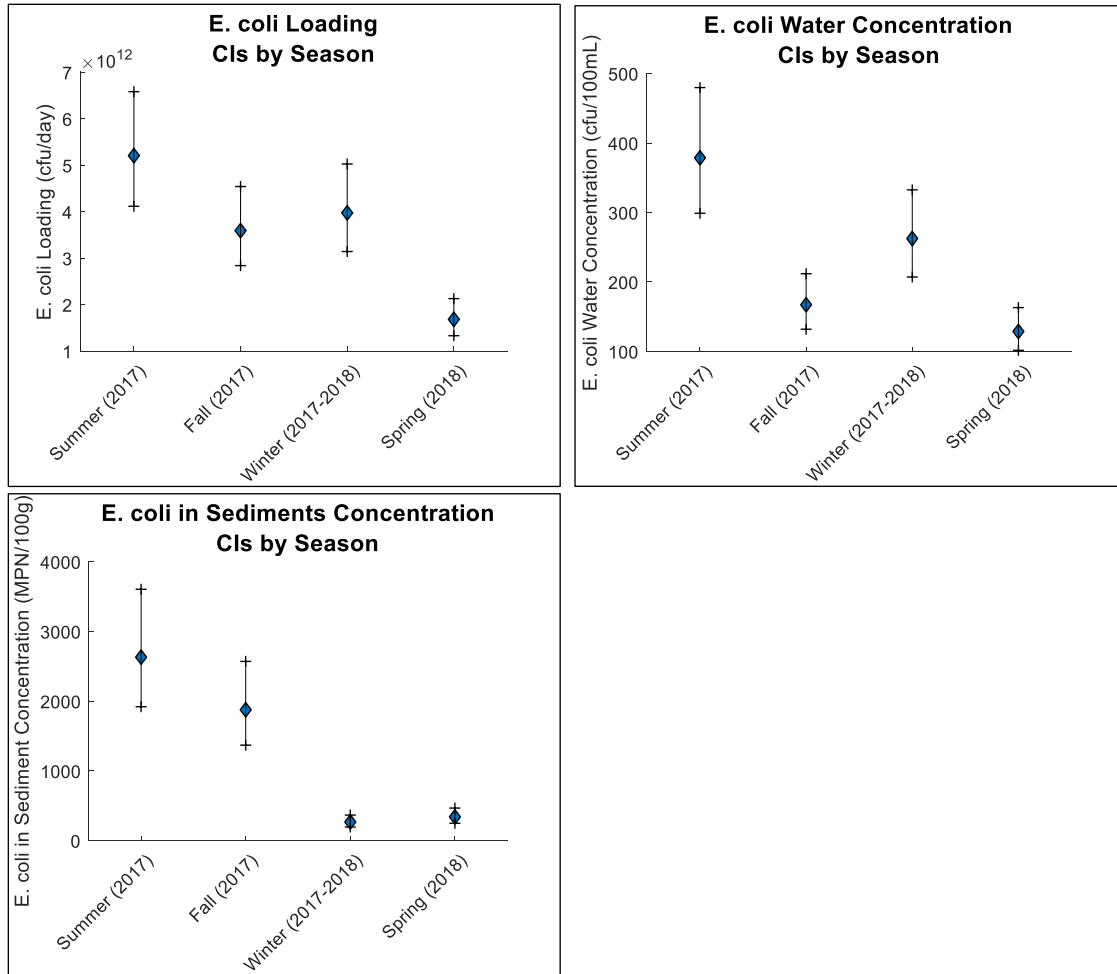 E. coli Loading
CIs by Season
×10^12
E. coli Loading (cfu/day)
7
6
5
4
3
2
1
Summer (2017)
Fall (2017)
Winter (2017-2018)
Spring (2018)
E. coli Water Concentration
CIs by Season
E. coli Water Concentration (cfu/100mL)
500
400
300
200
100
Summer (2017)
Fall (2017)
Winter (2017-2018)
Spring (2018)
E. coli in Sediments Concentration
CIs by Season
E. coli in Sediment Concentration (MPN/100g)
4000
3000
2000
1000
0
Summer (2017)
Fall (2017)
Winter (2017-2018)
Spring (2018)